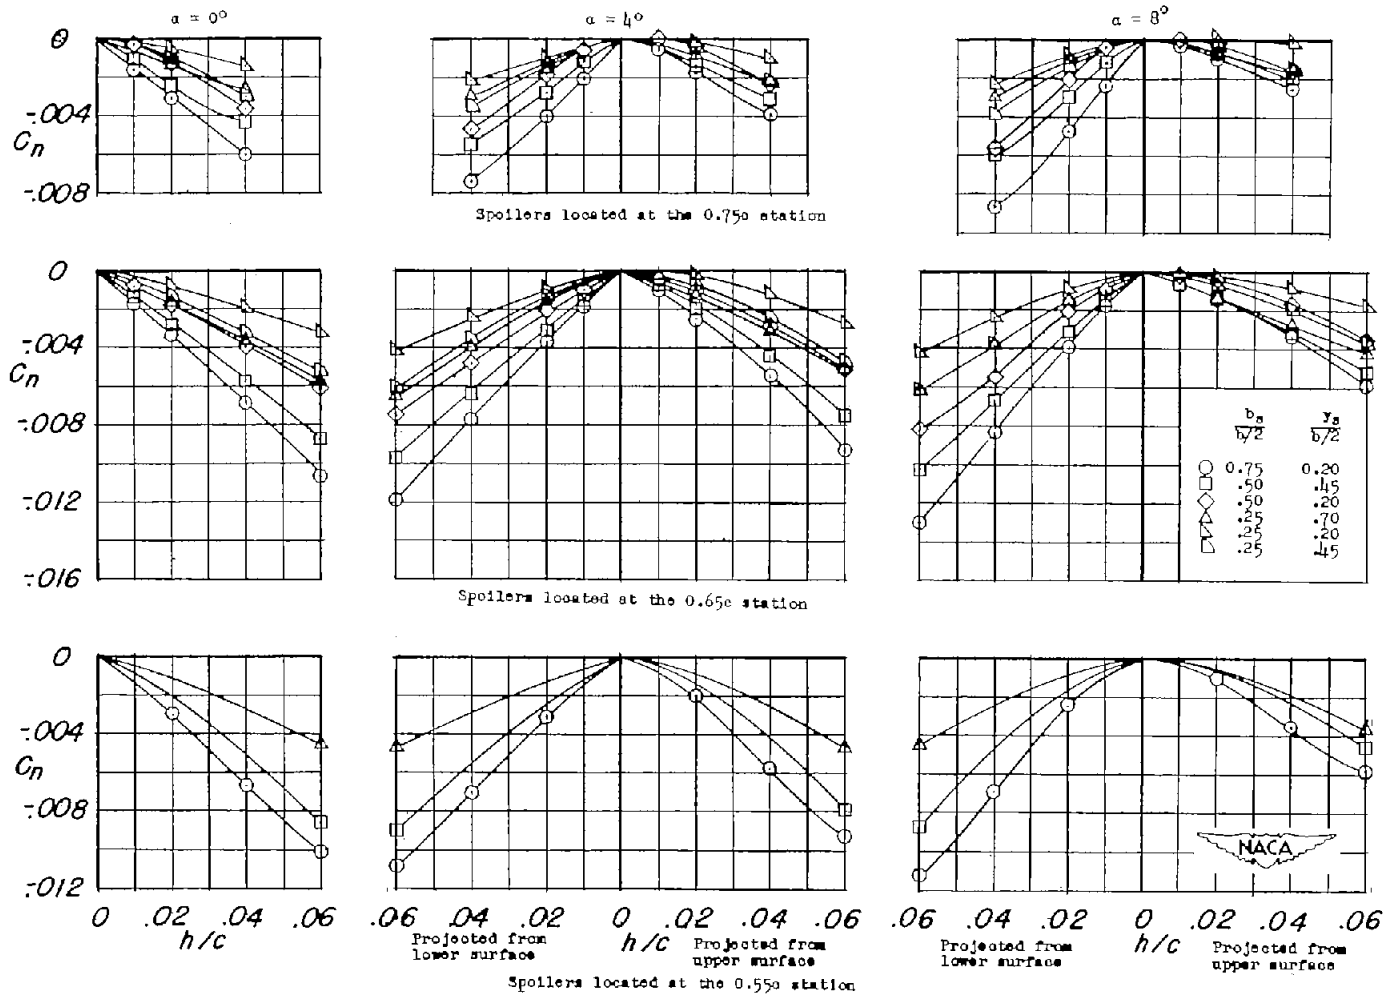 α = 0° α = 4° α = 8°
0
-.004
Cn
-.008
Spoilers located at the 0.75c station
0
-.004
Cn
-.008
-.012
-.016
bs/b/2 ys/b/2
0.75 0.20
.50 .45
.50 .20
.25 .70
.25 .20
.25 .45
Spoilers located at the 0.65c station
0
-.004
Cn
-.008
-.012
NACA
0 .02 .04 .06 .06 .04 .02 0 .02 .04 .06 .06 .04 .02 0 .02 .04 .06
h/c h/c h/c
Projected from lower surface
Projected from upper surface
Projected from lower surface
Projected from upper surface
Spoilers located at the 0.55c station